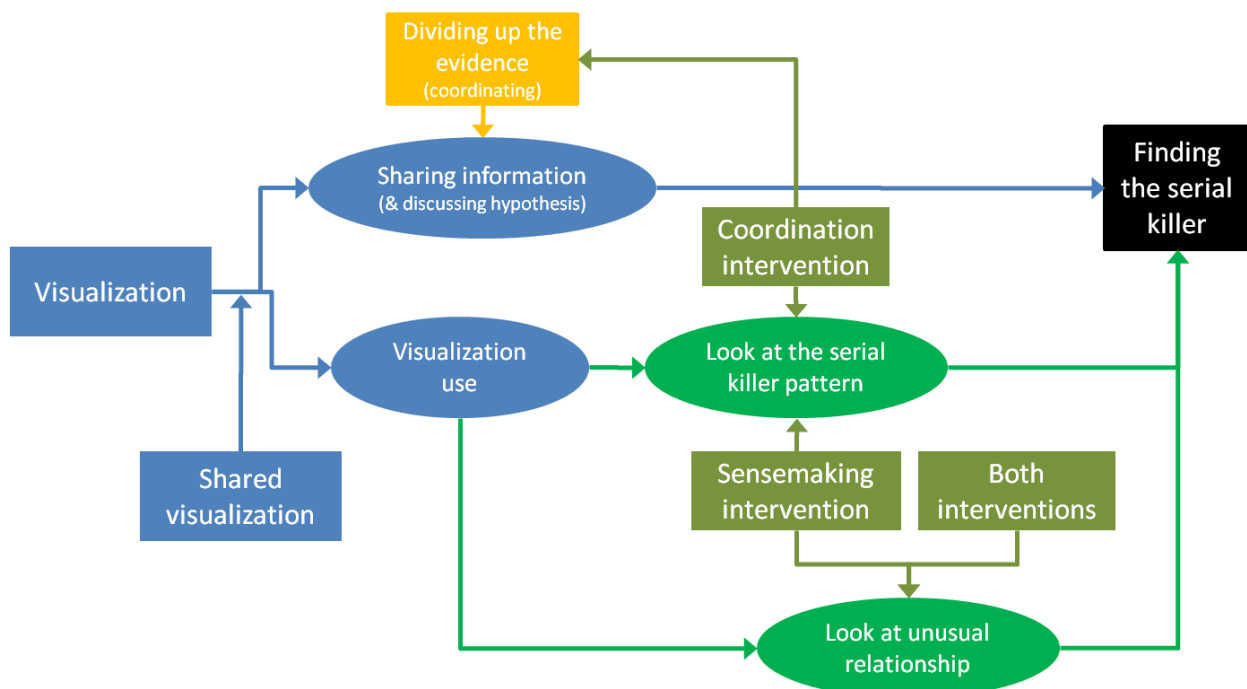 Dividing up the
evidence
(coordinating)
Sharing information
(& discussing hypothesis)
Finding
the serial
killer
Coordination
intervention
Visualization
Visualization
use
Look at the serial
killer pattern
Shared
visualization
Sensemaking
intervention
Both
interventions
Look at unusual
relationship